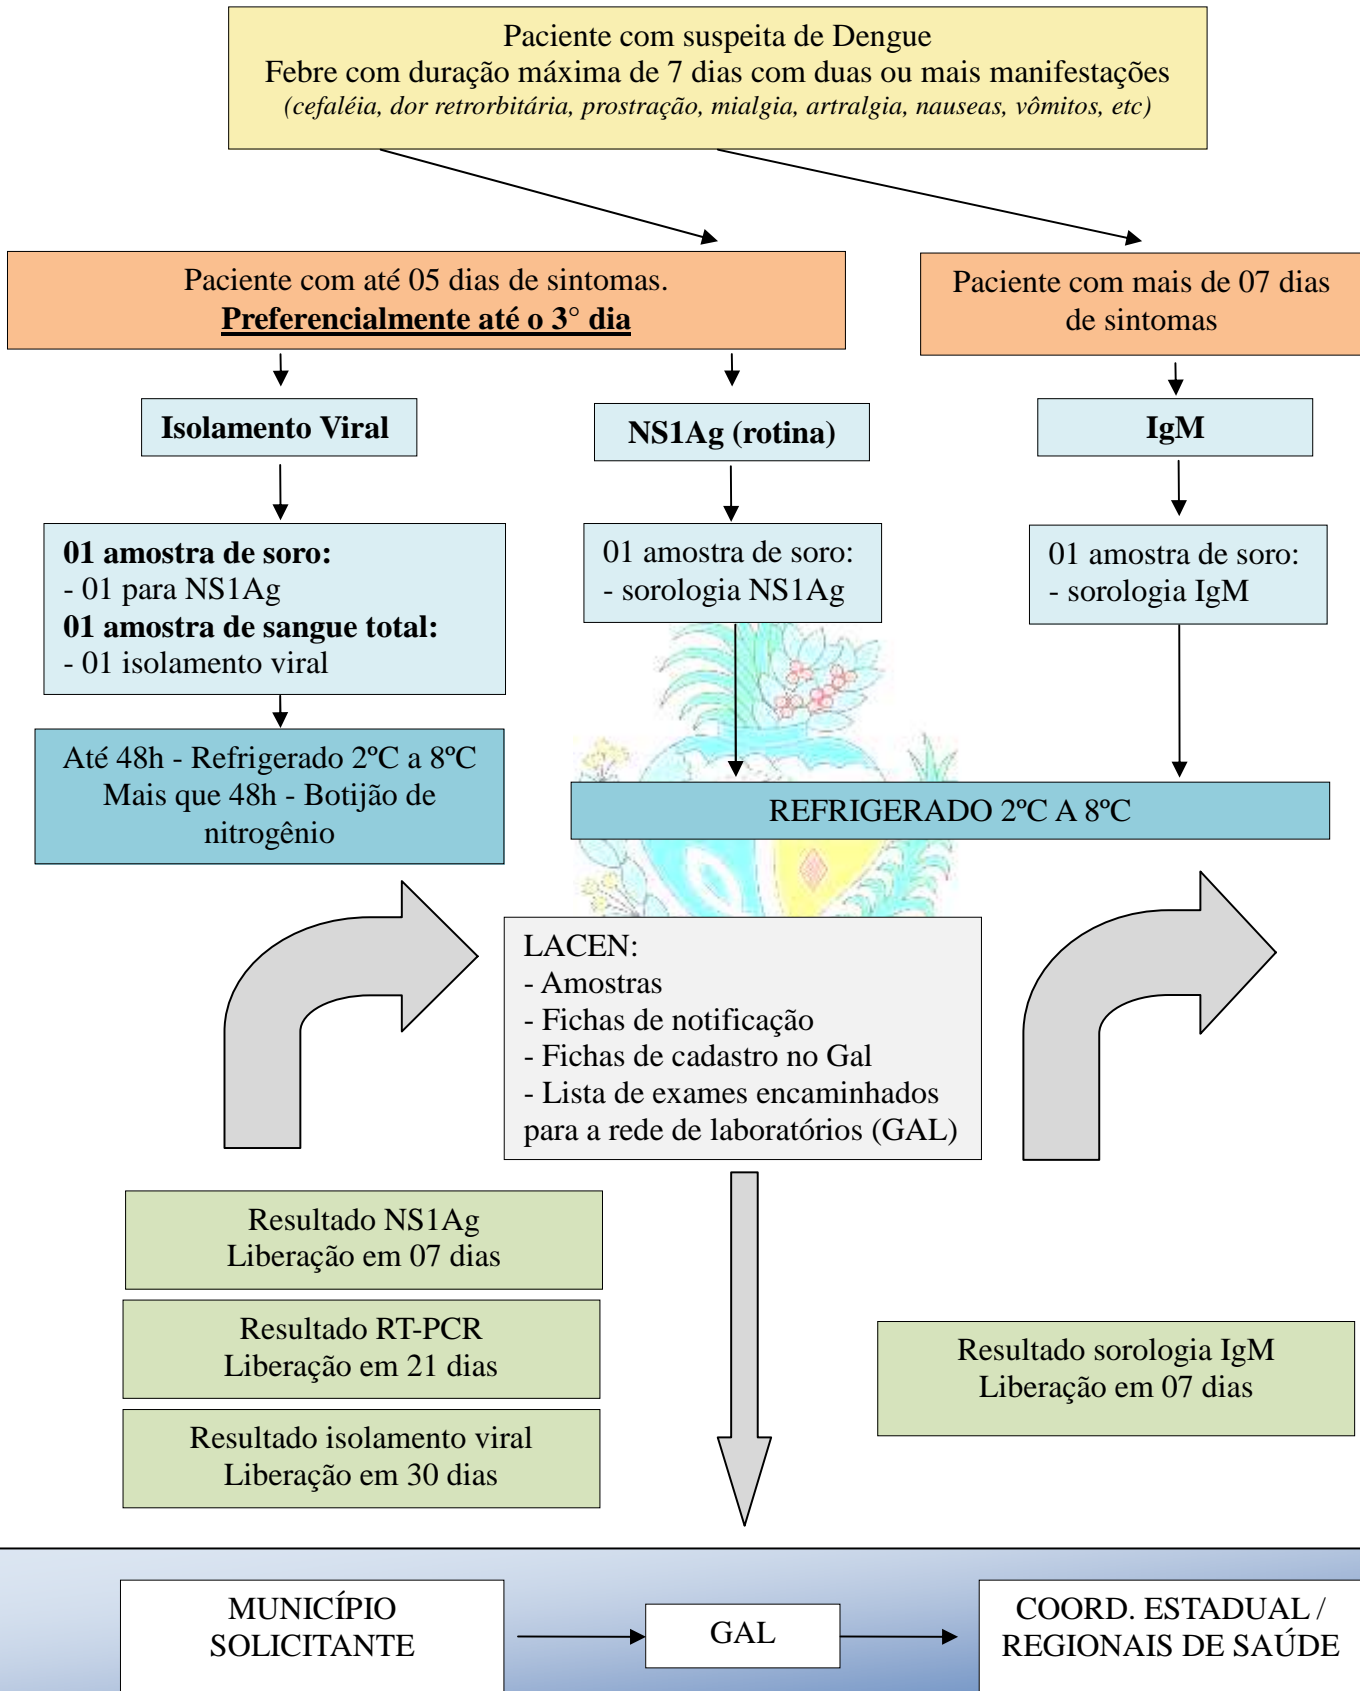 Paciente com suspeita de Dengue
Febre com duração máxima de 7 dias com duas ou mais manifestações
(cefaléia, dor retrorbitária, prostração, mialgia, artralgia, nauseas, vômitos, etc)
Paciente com até 05 dias de sintomas.
Preferencialmente até o 3° dia
Paciente com mais de 07 dias
de sintomas
Isolamento Viral
NS1Ag (rotina)
IgM
01 amostra de soro:
- 01 para NS1Ag
01 amostra de sangue total:
- 01 isolamento viral
01 amostra de soro:
- sorologia NS1Ag
01 amostra de soro:
- sorologia IgM
Até 48h - Refrigerado 2ºC a 8ºC
Mais que 48h - Botijão de
nitrogênio
REFRIGERADO 2ºC A 8ºC
LACEN:
- Amostras
- Fichas de notificação
- Fichas de cadastro no Gal
- Lista de exames encaminhados
para a rede de laboratórios (GAL)
Resultado NS1Ag
Liberação em 07 dias
Resultado RT-PCR
Liberação em 21 dias
Resultado isolamento viral
Liberação em 30 dias
Resultado sorologia IgM
Liberação em 07 dias
MUNICÍPIO
SOLICITANTE
GAL
COORD. ESTADUAL /
REGIONAIS DE SAÚDE